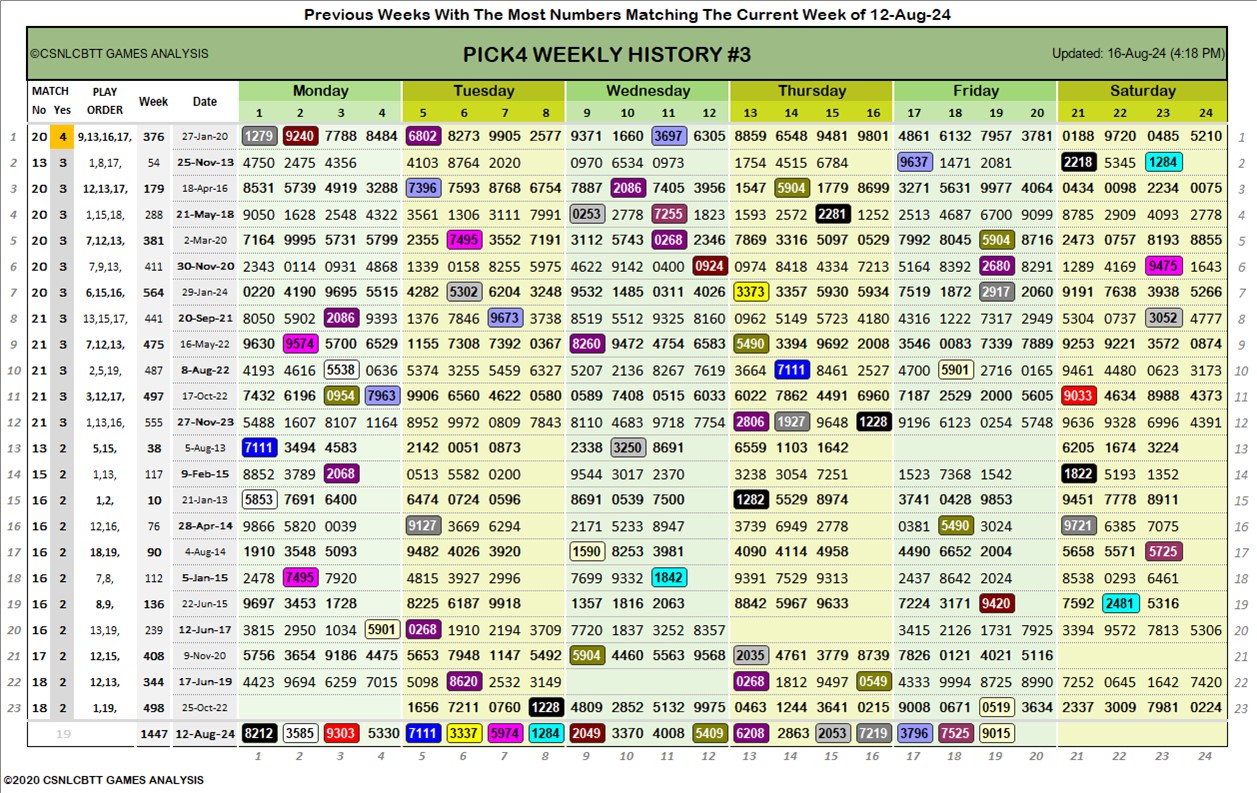 Previous Weeks With The Most Numbers Matching The Current Week of 12-Aug-24
©CSNLCBTT GAMES ANALYSIS PICK4 WEEKLY HISTORY #3 Updated: 16-Aug-24 (4:18 PM)
MATCH PLAY Week Date Monday Tuesday Wednesday Thursday Friday Saturday
No Yes ORDER 1 2 3 4 5 6 7 8 9 10 11 12 13 14 15 16 17 18 19 20 21 22 23 24
1 20 4 9,13,16,17, 376 27-Jan-20 1279 9240 7788 8484 6802 8273 9905 2577 9371 1660 3697 6305 8859 6548 9481 9801 4861 6132 7957 3781 0188 9720 0485 5210 1
2 13 3 1,8,17, 54 25-Nov-13 4750 2475 4356 4103 8764 2020 0970 6534 0973 1754 4515 6784 9637 1471 2081 2218 5345 1284 2
3 20 3 12,13,17, 179 18-Apr-16 8531 5739 4919 3288 7396 7593 8768 6754 7887 2086 7405 3956 1547 5904 1779 8699 3271 5631 9977 4064 0434 0098 2234 0075 3
4 20 3 1,15,18, 288 21-May-18 9050 1628 2548 4322 3561 1306 3111 7991 0253 2778 7255 1823 1593 2572 2281 1252 2513 4687 6700 9099 8785 2909 4093 2778 4
5 20 3 7,12,13, 381 2-Mar-20 7164 9995 5731 5799 2355 7495 3552 7191 3112 5743 0268 2346 7869 3316 5097 0529 7992 8045 5904 8716 2473 0757 8193 8855 5
6 20 3 7,9,13, 411 30-Nov-20 2343 0114 0931 4868 1339 9458 8255 5975 4622 9142 0400 0924 0974 8418 4334 7213 5164 8392 2680 8291 1289 4169 9475 1643 6
7 20 3 6,15,16, 564 29-Jan-24 0220 4190 9695 5515 4282 5302 6204 3248 9532 1485 0311 4026 3373 3357 5930 5934 7519 1872 2917 2060 9191 7638 3938 5266 7
8 21 3 13,15,17, 441 20-Sep-21 8050 5902 2086 9393 1376 7846 9673 3738 8519 5512 9325 8160 0962 5149 5723 4180 4316 1222 7317 2949 5304 0737 3052 4777 8
9 21 3 7,12,13, 475 16-May-22 9630 9574 5700 6529 1155 7308 7392 0367 8260 9472 4754 6583 5490 3394 9692 2008 3546 0083 7339 7889 9253 9221 3572 0874 9
10 21 3 2,5,19, 487 8-Aug-22 4193 4616 5538 0636 5374 3255 5459 6327 5207 2136 8267 7619 3664 7111 8461 2527 4700 5901 2716 0165 9461 4480 0623 3173 10
11 21 3 3,12,17, 497 17-Oct-22 7432 6196 0954 7963 9906 6560 4622 0580 0589 7408 0515 6033 6022 7862 4491 6960 7187 2529 2000 5605 9033 4634 8988 4373 11
12 21 3 1,13,16, 555 27-Nov-23 5488 1607 8107 1164 8952 9972 0809 7843 8110 4683 9718 7754 2806 1927 9648 1228 9196 6123 0254 5748 9636 9328 6996 4391 12
13 13 2 5,15, 38 5-Aug-13 7111 3494 4583 2142 0051 0873 2338 3250 8691 6559 1103 1642 6205 1674 3224 13
14 15 2 1,13, 117 9-Feb-15 8852 3789 2068 0513 5582 0200 9544 3017 2370 3238 3054 7251 1523 7368 1542 1822 5193 1352 14
15 16 2 1,2, 10 21-Jan-13 5853 7691 6400 6474 0724 0596 8691 0539 7500 1282 5529 8974 3741 0428 9853 9451 7778 8911 15
16 16 2 12,16, 76 28-Apr-14 9866 5820 0039 9127 3669 6294 2171 5233 8947 3739 6949 2778 0381 5490 3024 9721 6385 7075 16
17 16 2 18,19, 90 4-Aug-14 1910 3548 5093 9482 4026 3920 1590 8253 3981 4090 4114 4958 4490 6652 2004 5658 5571 5725 17
18 16 2 7,8, 112 5-Jan-15 2478 7495 7920 4815 3927 2996 7699 9332 1842 9391 7529 9313 2437 8642 2024 8538 0293 6461 18
19 16 2 8,9, 136 22-Jun-15 9697 3453 1728 8225 6187 9918 1357 1816 2063 8842 5967 9633 7224 3171 9420 7592 2481 5316 19
20 16 2 13,19, 239 12-Jun-17 3815 2950 1034 5901 0268 1910 2194 3709 7720 1837 3252 8357 3415 2126 1731 7925 3394 9572 7813 5306 20
21 17 2 12,15, 408 9-Nov-20 5756 3654 9186 4475 5653 7948 1147 5492 5904 4460 5563 9568 2035 4761 3779 8739 7826 0121 4021 5116 21
22 18 2 12,13, 344 17-Jun-19 4423 9694 6259 7015 5098 8620 2532 3149 0268 1812 9497 0549 4333 9994 8725 8990 7252 0645 1642 7420 22
23 18 2 1,19, 498 25-Oct-22 1656 7211 0760 1228 4809 2852 5132 9975 0463 1244 3641 0215 9008 0671 0519 3634 2337 3009 7981 0224 23
19 1447 12-Aug-24 8212 3585 9303 5330 7111 3337 5974 1284 2049 3370 4008 5409 6208 2863 2053 7219 3796 7525 9015
1 2 3 4 5 6 7 8 9 10 11 12 13 14 15 16 17 18 19 20 21 22 23 24
©2020 CSNLCBTT GAMES ANALYSIS